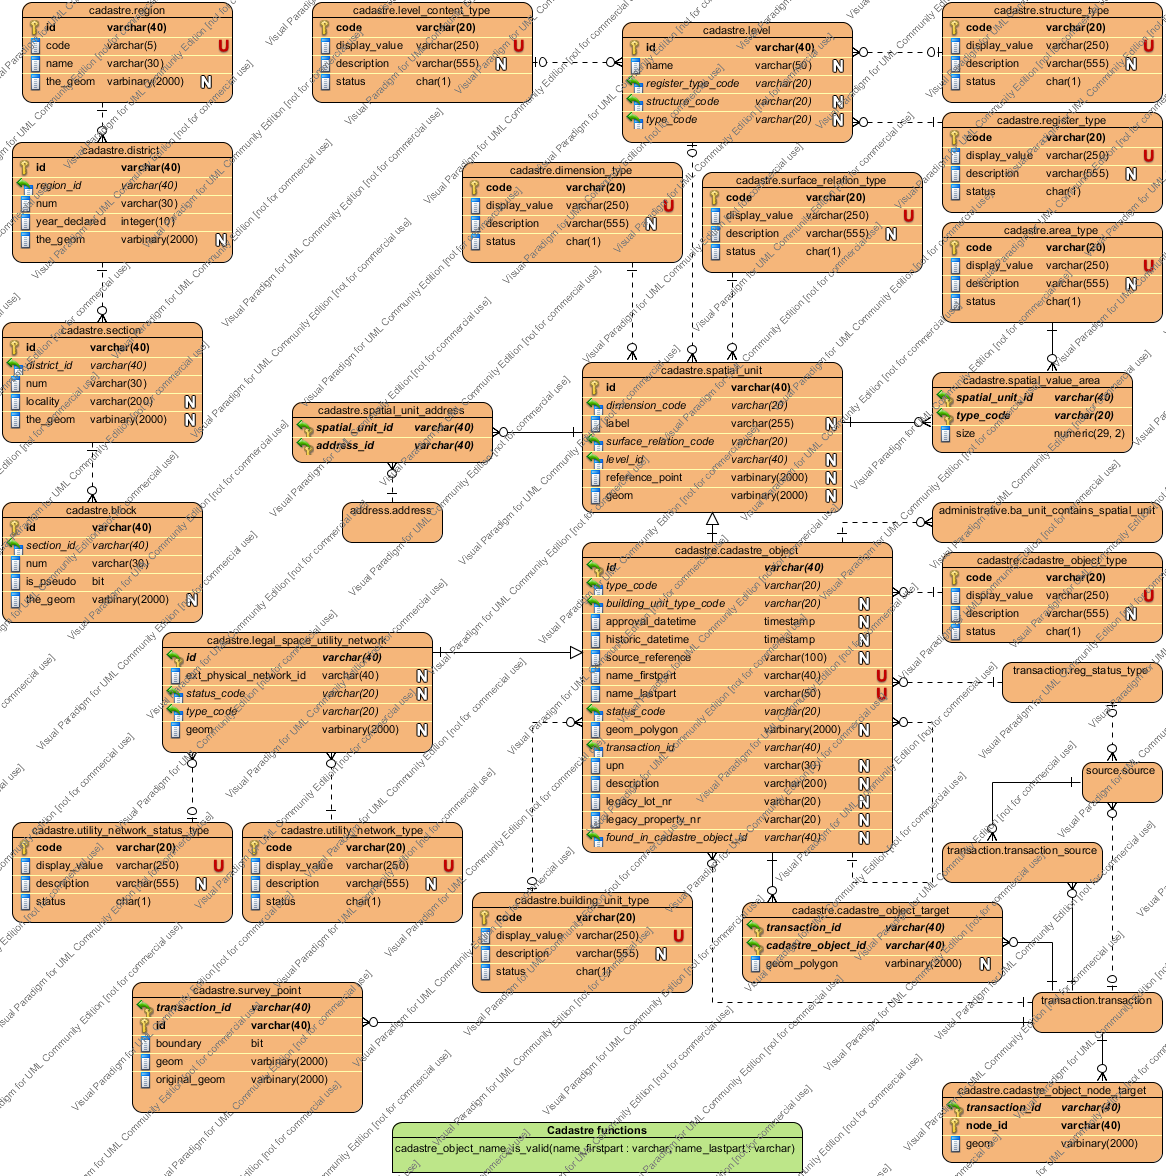 cadastre.region
id varchar(40)
code varchar(5) U
name varchar(30)
the_geom varbinary(2000) N
cadastre.level_content_type
code varchar(20)
display_value varchar(250) U
description varchar(555) N
status char(1)
cadastre.level
id varchar(40)
name varchar(50) N
register_type_code varchar(20)
structure_code varchar(20) N
type_code varchar(20) N
cadastre.structure_type
code varchar(20)
display_value varchar(250) U
description varchar(555) N
status char(1)
cadastre.register_type
code varchar(20)
display_value varchar(250) U
description varchar(555) N
status char(1)
cadastre.district
id varchar(40)
region_id varchar(40)
num varchar(30)
year_declared integer(10)
the_geom varbinary(2000) N
cadastre.dimension_type
code varchar(20)
display_value varchar(250) U
description varchar(555) N
status char(1)
cadastre.surface_relation_type
code varchar(20)
display_value varchar(250) U
description varchar(555) N
status char(1)
cadastre.area_type
code varchar(20)
display_value varchar(250) U
description varchar(555) N
status char(1)
cadastre.section
id varchar(40)
district_id varchar(40)
num varchar(30)
locality varchar(200) N
the_geom varbinary(2000) N
cadastre.spatial_unit_address
spatial_unit_id varchar(40)
address_id varchar(40)
cadastre.spatial_unit
id varchar(40)
dimension_code varchar(20)
label varchar(255) N
surface_relation_code varchar(20)
level_id varchar(40) N
reference_point varbinary(2000) N
geom varbinary(2000) N
cadastre.spatial_value_area
spatial_unit_id varchar(40)
type_code varchar(20)
size numeric(29, 2)
cadastre.block
id varchar(40)
section_id varchar(40)
num varchar(30)
is_pseudo bit
the_geom varbinary(2000) N
address.address
administrative.ba_unit_contains_spatial_unit
cadastre.cadastre_object
id varchar(40)
type_code varchar(20)
building_unit_type_code varchar(20) N
approval_datetime timestamp N
historic_datetime timestamp N
source_reference varchar(100) N
name_firstpart varchar(40) U
name_lastpart varchar(50) U
status_code varchar(20)
geom_polygon varbinary(2000) N
transaction_id varchar(40)
upn varchar(30) N
description varchar(200) N
legacy_lot_nr varchar(20) N
legacy_property_nr varchar(20) N
found_in_cadastre_object_id varchar(40) N
cadastre.cadastre_object_type
code varchar(20)
display_value varchar(250) U
description varchar(555) N
status char(1)
cadastre.legal_space_utility_network
id varchar(40)
ext_physical_network_id varchar(40) N
status_code varchar(20) N
type_code varchar(20)
geom varbinary(2000) N
transaction.reg_status_type
source.source
cadastre.utility_network_status_type
code varchar(20)
display_value varchar(250) U
description varchar(555) N
status char(1)
cadastre.utility_network_type
code varchar(20)
display_value varchar(250) U
description varchar(555) N
status char(1)
transaction.transaction_source
cadastre.building_unit_type
code varchar(20)
display_value varchar(250) U
description varchar(555) N
status char(1)
cadastre.cadastre_object_target
transaction_id varchar(40)
cadastre_object_id varchar(40)
geom_polygon varbinary(2000) N
cadastre.survey_point
transaction_id varchar(40)
id varchar(40)
boundary bit
geom varbinary(2000)
original_geom varbinary(2000)
transaction.transaction
cadastre.cadastre_object_node_target
transaction_id varchar(40)
node_id varchar(40)
geom varbinary(2000)
Cadastre functions
cadastre_object_name_is_valid(name_firstpart : varchar, name_lastpart : varchar)
Visual Paradigm for UML Community Edition [not for commercial use]